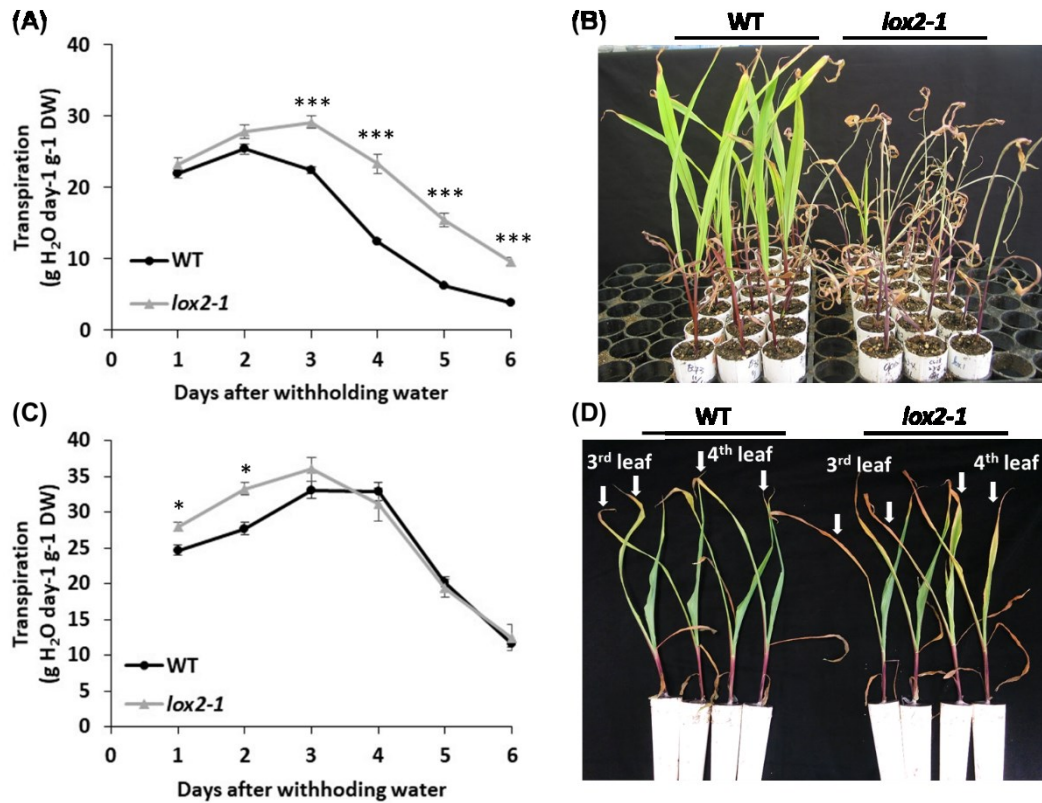 (A)
Transpiration
(g H₂O day-1 g-1 DW)
40
30
20
10
0
***
***
***
***
WT
lox2-1
0 1 2 3 4 5 6
Days after withholding water
(B)
WT lox2-1
(C)
Transpiration
(g H₂O day-1 g-1 DW)
40
35
30
25
20
15
10
5
0
*
*
WT
lox2-1
0 1 2 3 4 5 6
Days after withhoding water
(D)
WT lox2-1
3rd leaf 4th leaf 3rd leaf 4th leaf